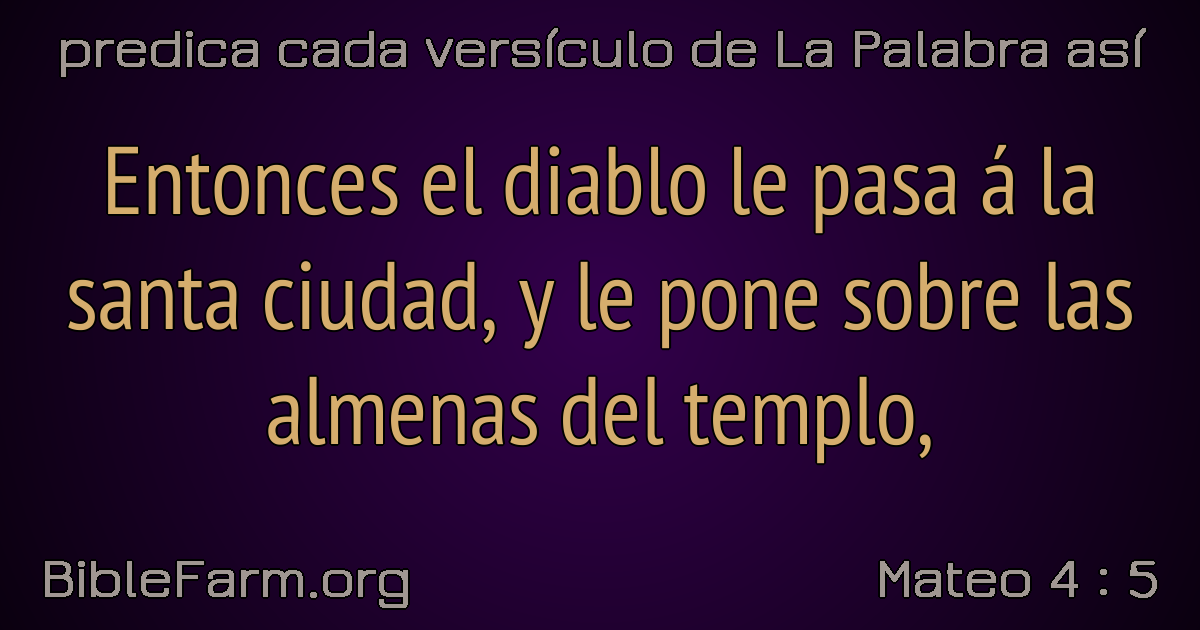 predica cada versículo de La Palabra así
Entonces el diablo le pasa á la
santa ciudad, y le pone sobre las
almenas del templo,
BibleFarm.org
Mateo 4 : 5